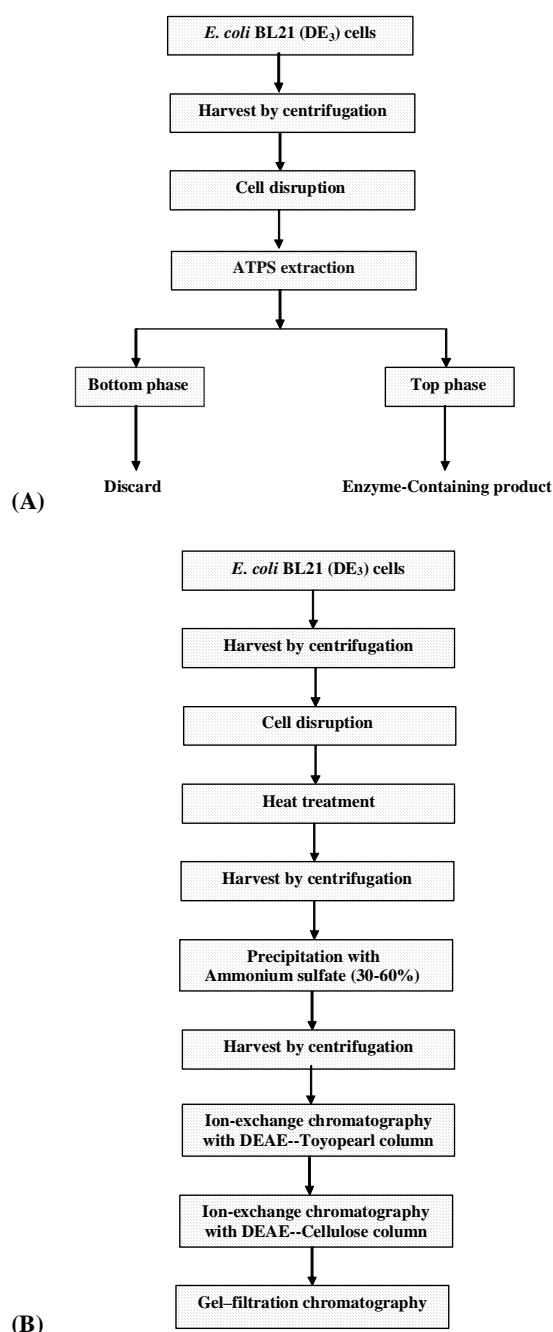 E. coli BL21 (DE₃) cells
Harvest by centrifugation
Cell disruption
ATPS extraction
Bottom phase
Top phase
Discard
Enzyme-Containing product
(A)
E. coli BL21 (DE₃) cells
Harvest by centrifugation
Cell disruption
Heat treatment
Harvest by centrifugation
Precipitation with
Ammonium sulfate (30-60%)
Harvest by centrifugation
Ion-exchange chromatography
with DEAE--Toyopearl column
Ion-exchange chromatography
with DEAE--Cellulose column
Gel–filtration chromatography
(B)